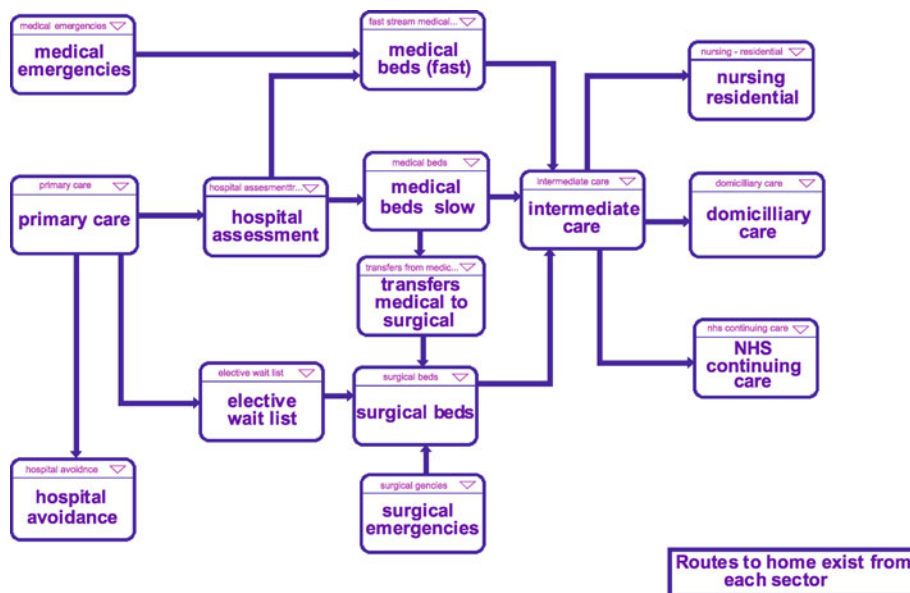 medical emergencies
medical
emergencies
fast stream medical...
medical
beds (fast)
nursing - residential
nursing
residential
primary care
primary care
hospital assesmenttr...
hospital
assessment
medical beds
medical
beds slow
intermediate care
intermediate
care
domicilliary care
domicilliary
care
transfers from medic...
transfers
medical to
surgical
nhs continuing care
NHS
continuing
care
elective wait list
elective
wait list
surgical beds
surgical beds
hospital avoidnce
hospital
avoidance
surgical gencies
surgical
emergencies
Routes to home exist from
each sector